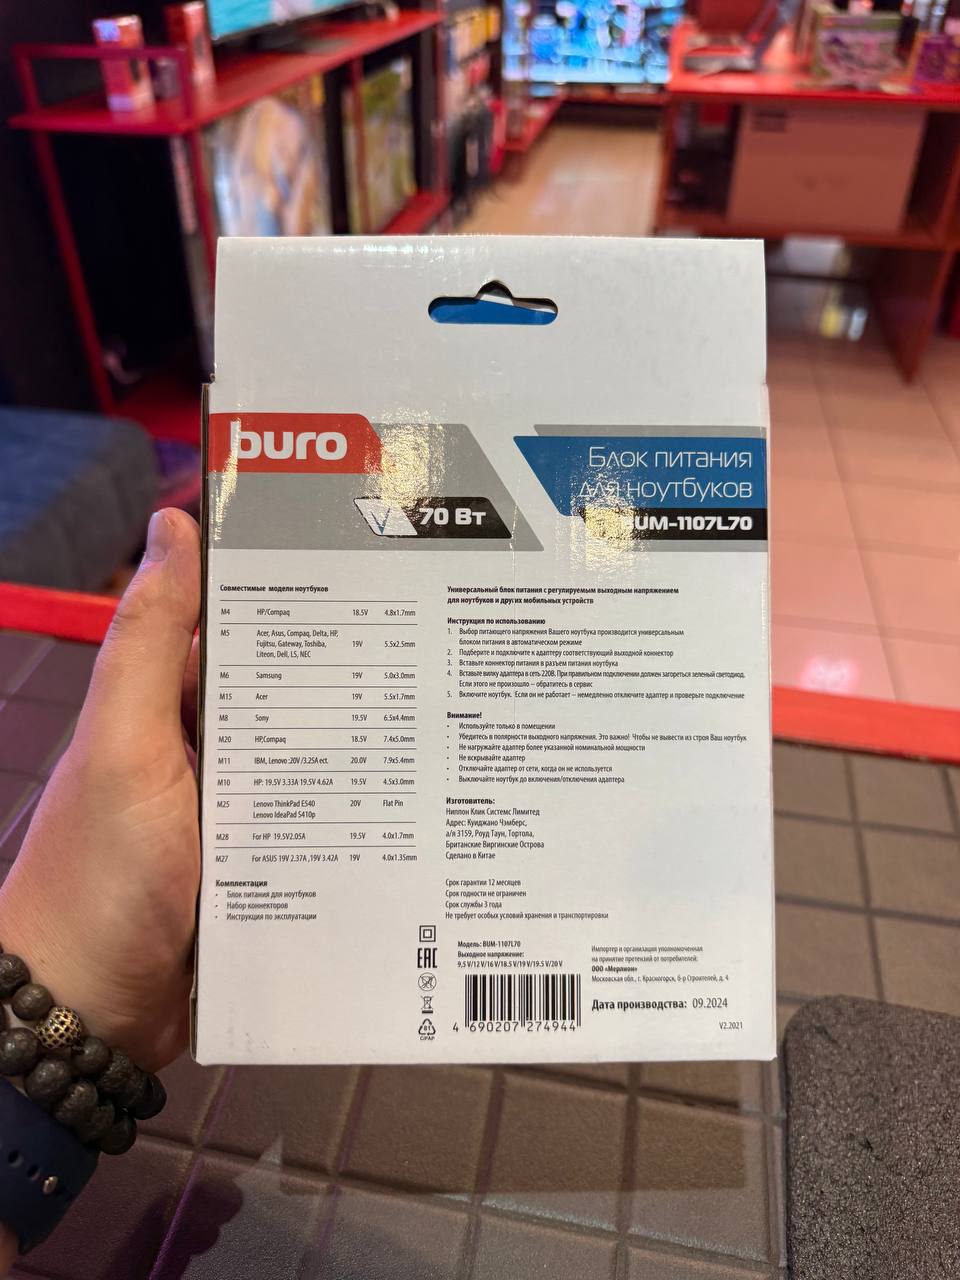 buro
70 Вт
Блок питания
для ноутбуков
BUM-1107L70
Совместимые модели ноутбуков
M4 HP/Compaq 18.5V 4.8x1.7mm
M5 Acer, Asus, Compaq, Delta, HP, Fujitsu, Gateway, Toshiba, Liteon, Dell, LS, NEC 19V 5.5x2.5mm
M6 Samsung 19V 5.0x3.0mm
M15 Acer 19V 5.5x1.7mm
M8 Sony 19.5V 6.5x4.4mm
M20 HP,Compaq 18.5V 7.4x5.0mm
M11 IBM, Lenovo :20V /3.25A ect. 20.0V 7.9x5.4mm
M10 HP: 19.5V 3.33A 19.5V 4.62A 19.5V 4.5x3.0mm
M25 Lenovo ThinkPad E540 Lenovo IdeaPad S410p 20V Flat Pin
M28 For HP 19.5V2.05A 19.5V 4.0x1.7mm
M27 For ASUS 19V 2.37A ,19V 3.42A 19V 4.0x1.35mm
Комплектация
• Блок питания для ноутбуков
• Набор коннекторов
• Инструкция по эксплуатации
Универсальный блок питания с регулируемым выходным напряжением
для ноутбуков и других мобильных устройств
Инструкция по использованию
1. Выбор питающего напряжения Вашего ноутбука производится универсальным
блоком питания в автоматическом режиме
2. Подберите и подключите к адаптеру соответствующий выходной коннектор
3. Вставьте коннектор питания в разъем питания ноутбука
4. Вставьте вилку адаптера в сеть 220В. При правильном подключении должен загореться зеленый светодиод.
Если этого не произошло – обратитесь в сервис
5. Включите ноутбук. Если он не работает – немедленно отключите адаптер и проверьте подключение
Внимание!
• Используйте только в помещении
• Убедитесь в полярности выходного напряжения. Это важно! Чтобы не вывести из строя Ваш ноутбук
• Не нагружайте адаптер более указанной номинальной мощности
• Не вскрывайте адаптер
• Отключайте адаптер от сети, когда он не используется
• Выключайте ноутбук до включения/отключения адаптера
Изготовитель:
Ниппон Клик Системс Лимитед
Адрес: Куиджано Чэмберс,
а/я 3159, Роуд Таун, Тортола,
Британские Виргинские Острова
Сделано в Китае
Срок гарантии 12 месяцев
Срок годности не ограничен
Срок службы 3 года
Не требует особых условий хранения и транспортировки
EAC
81
C/PAP
Модель: BUM-1107L70
Выходное напряжение:
9,5 V/12 V/16 V/18.5 V/19 V/19.5 V/20 V
4 690207 274944
Импортер и организация уполномоченная
на принятие претензий от потребителей:
ООО «Мерлион»
Московская обл., г. Красногорск, б-р Строителей, д. 4
Дата производства: 09.2024
V2.2021